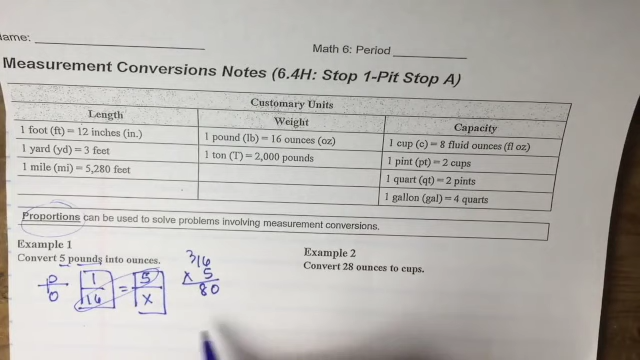 Name: ____________
Math 6: Period ____________
Measurement Conversions Notes (6.4H: Stop 1-Pit Stop A)
Customary Units
Length Weight Capacity
1 foot (ft) = 12 inches (in.) 1 pound (lb) = 16 ounces (oz) 1 cup (c) = 8 fluid ounces (fl oz)
1 yard (yd) = 3 feet 1 ton (T) = 2,000 pounds 1 pint (pt) = 2 cups
1 mile (mi) = 5,280 feet 1 quart (qt) = 2 pints
1 gallon (gal) = 4 quarts
Proportions can be used to solve problems involving measurement conversions.
Example 1
Convert 5 pounds into ounces.
p/o 1/16 = 5/x
3
16
x 5
80
Example 2
Convert 28 ounces to cups.